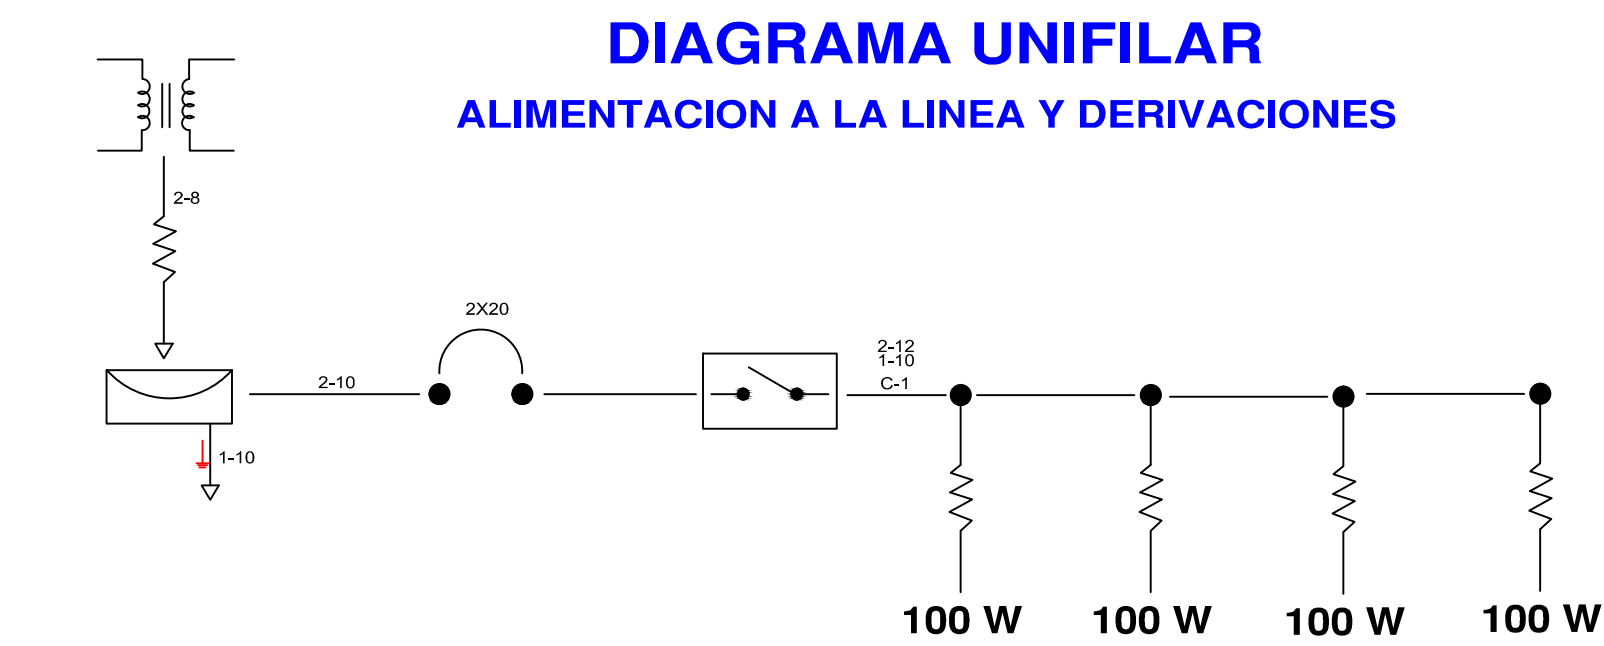 DIAGRAMA UNIFILAR
ALIMENTACION A LA LINEA Y DERIVACIONES
2-8
2X20
2-12
1-10
2-10
C-1
1-10
100 W
100 W
100 W
100 W